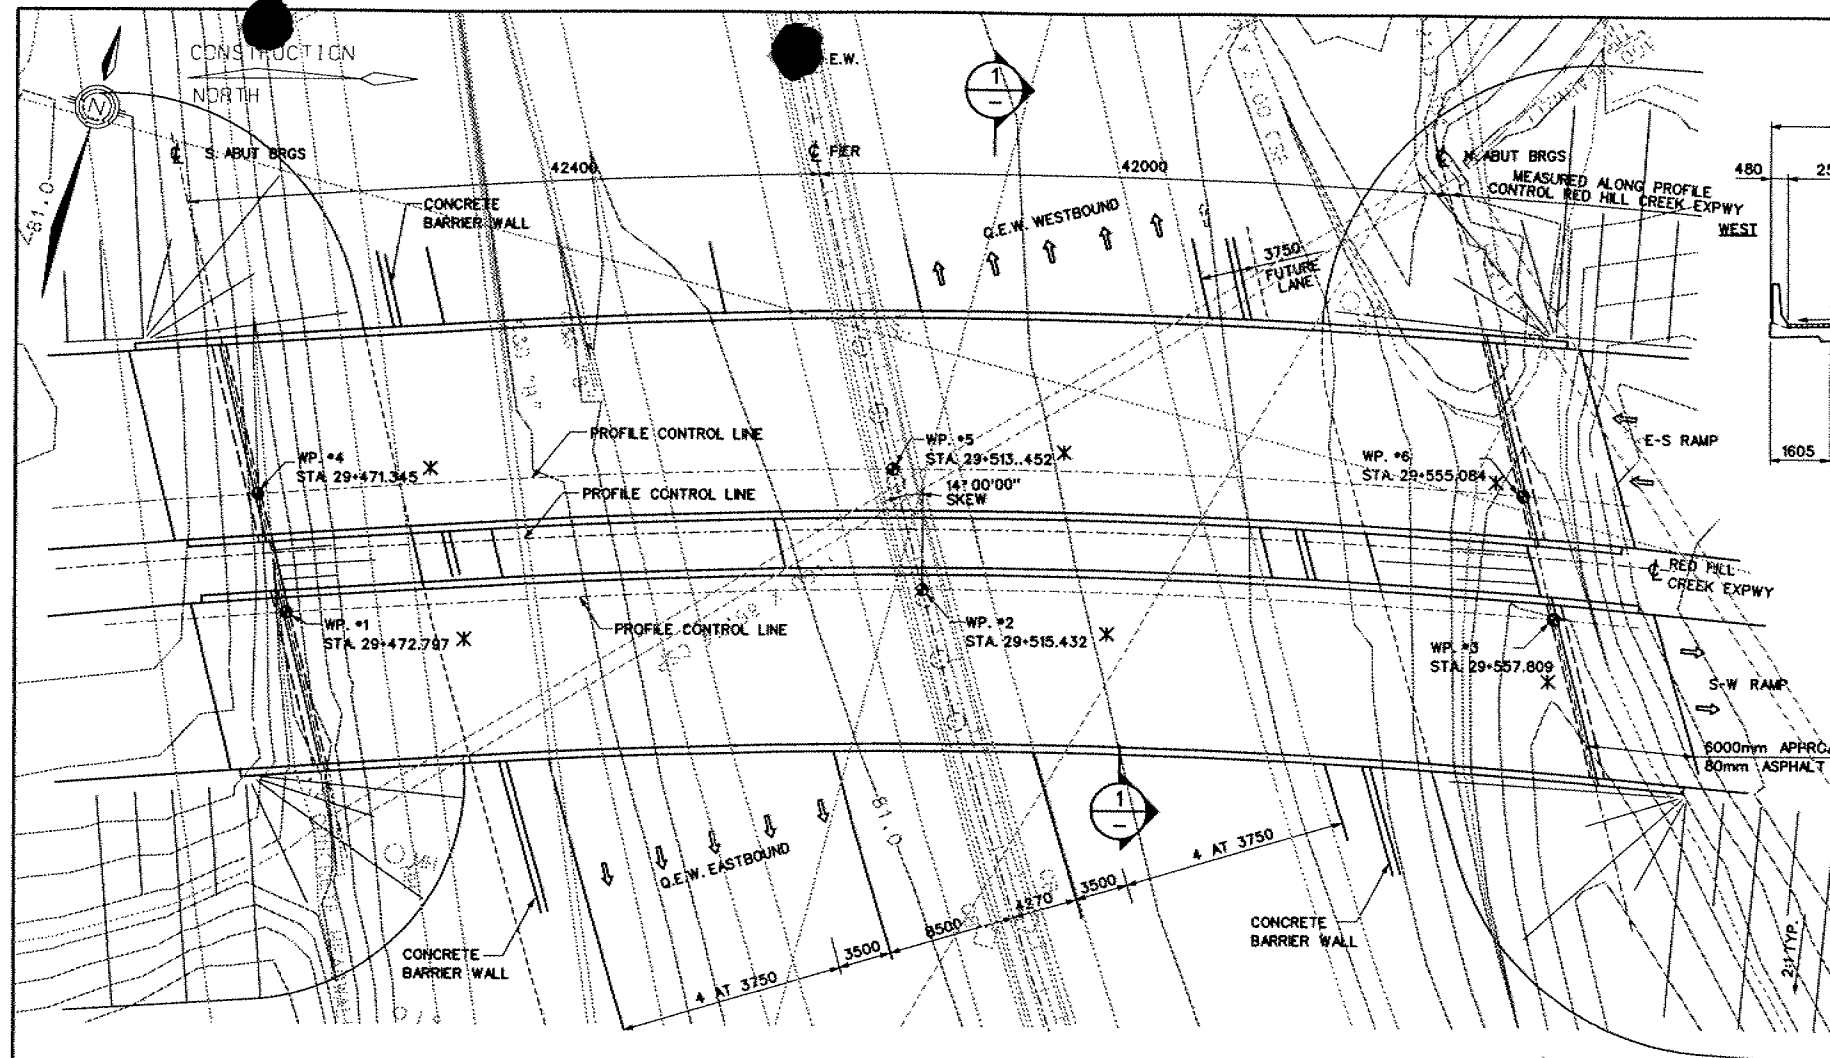 CONSTRUCTION
NORTH
N
E.W.
1
–
℄ S. ABUT BRGS
℄ PIER
℄ N. ABUT BRGS
42400
42000
MEASURED ALONG PROFILE
CONTROL RED HILL CREEK EXPWY
480
WEST
CONCRETE
BARRIER WALL
Q.E.W. WESTBOUND
3750
FUTURE
LANE
81.0
PROFILE CONTROL LINE
WP. #4
STA. 29+471.345
WP. #5
STA. 29+513..452
WP. #6
STA. 29+555.084
E-S RAMP
1605
PROFILE CONTROL LINE
14° 00'00"
SKEW
℄ RED HILL
CREEK EXPWY
WP. #1
STA. 29+472.797
PROFILE CONTROL LINE
WP. #2
STA. 29+515.432
WP. #3
STA. 29+557.809
S-W RAMP
6000mm
80mm ASPHALT
1
–
Q.E.W. EASTBOUND
81.0
4 AT 3750
3500
4270
8500
3500
4 AT 3750
CONCRETE
BARRIER WALL
CONCRETE
BARRIER WALL
2:1 TYP.